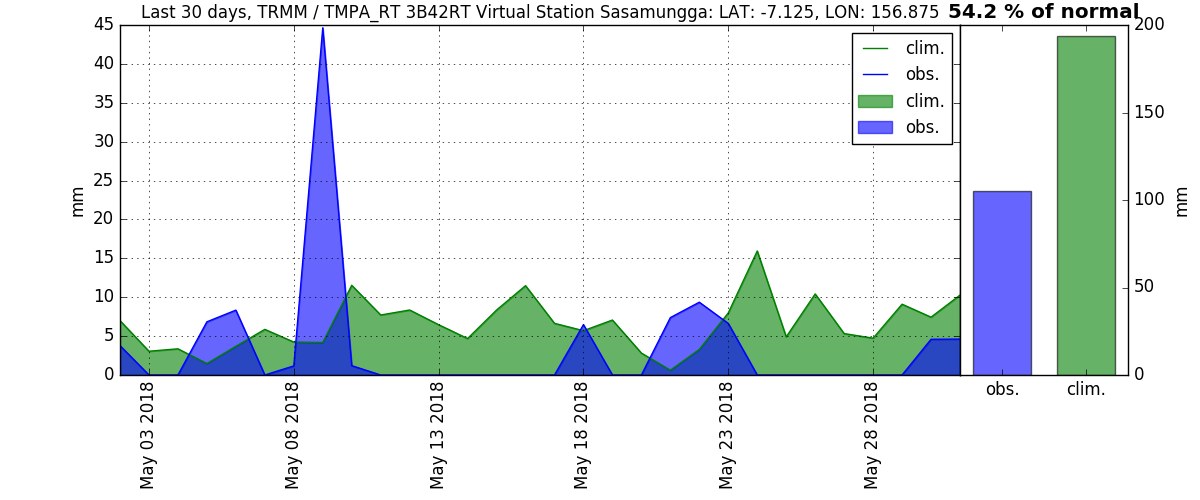 Last 30 days, TRMM / TMPA_RT 3B42RT Virtual Station Sasamungga: LAT: -7.125, LON: 156.875
54.2 % of normal
45
40
35
30
25
20
15
10
5
0
mm
clim.
obs.
clim.
obs.
May 03 2018
May 08 2018
May 13 2018
May 18 2018
May 23 2018
May 28 2018
200
150
100
50
0
mm
obs.
clim.